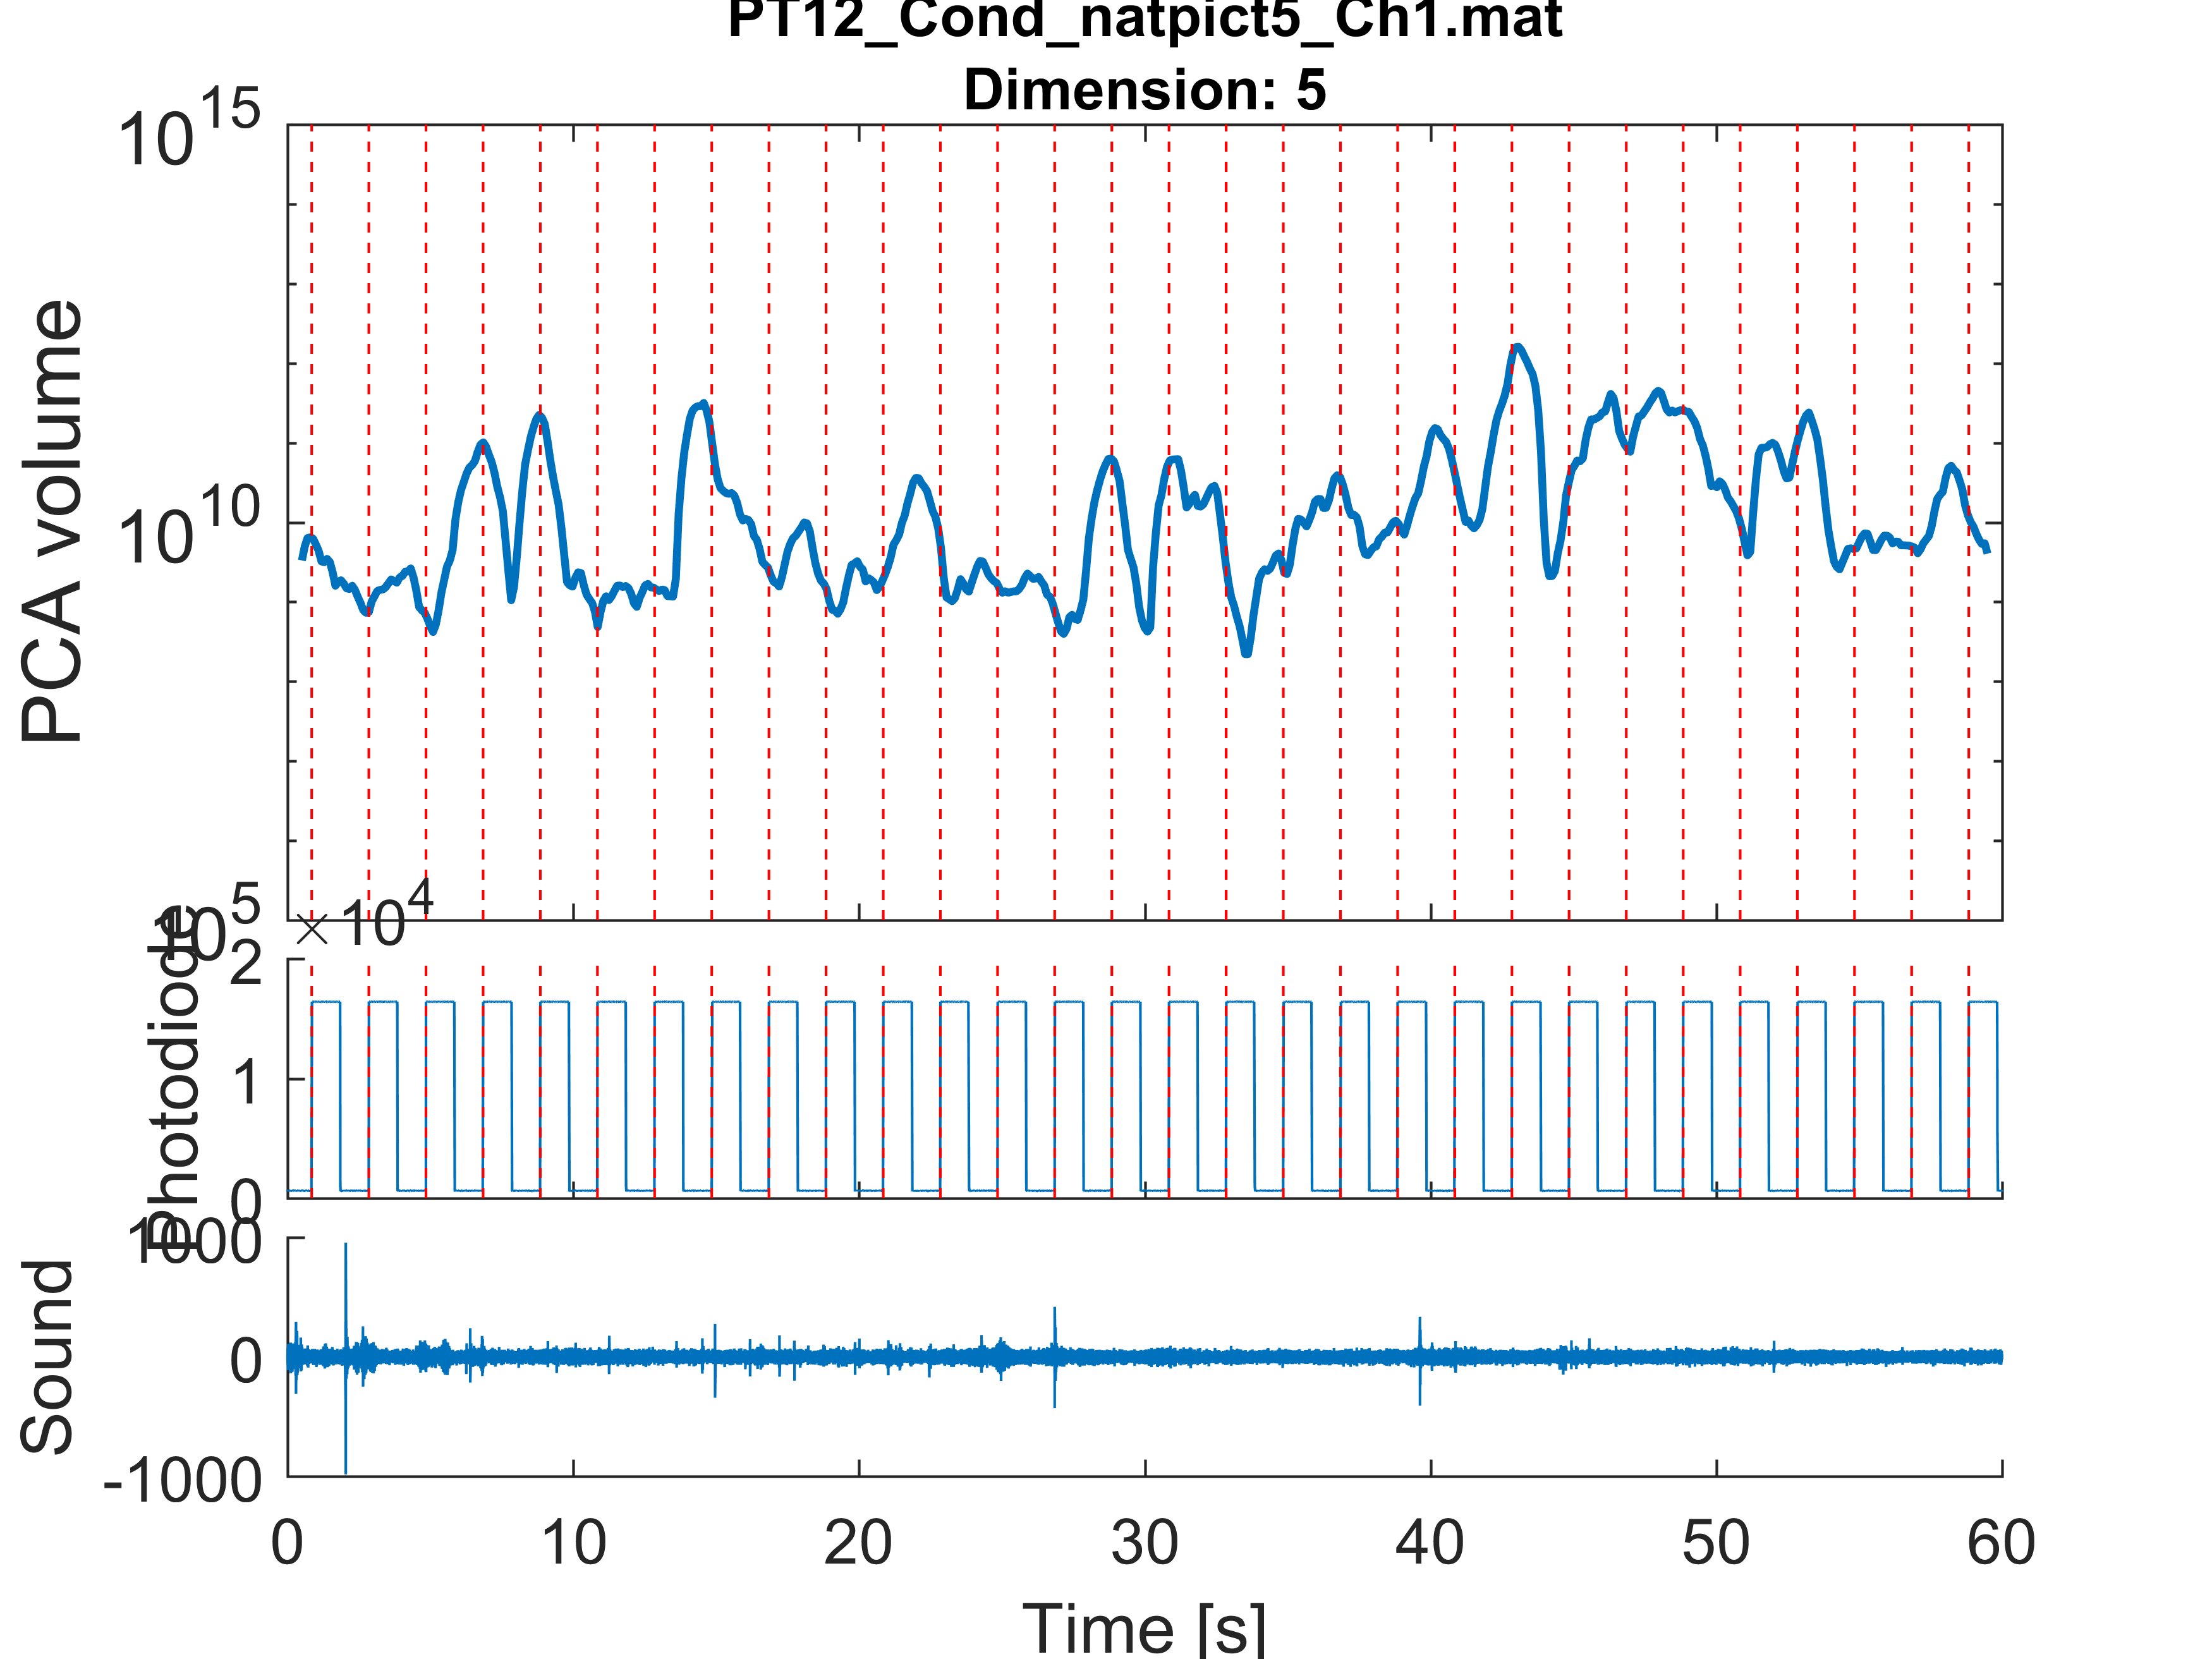 PT12_Cond_natpict5_Ch1.mat
Dimension: 5
10^15
10^10
10^5
PCA volume
×10^4
2
1
0
Photodiode
1000
0
-1000
Sound
0 10 20 30 40 50 60
Time [s]